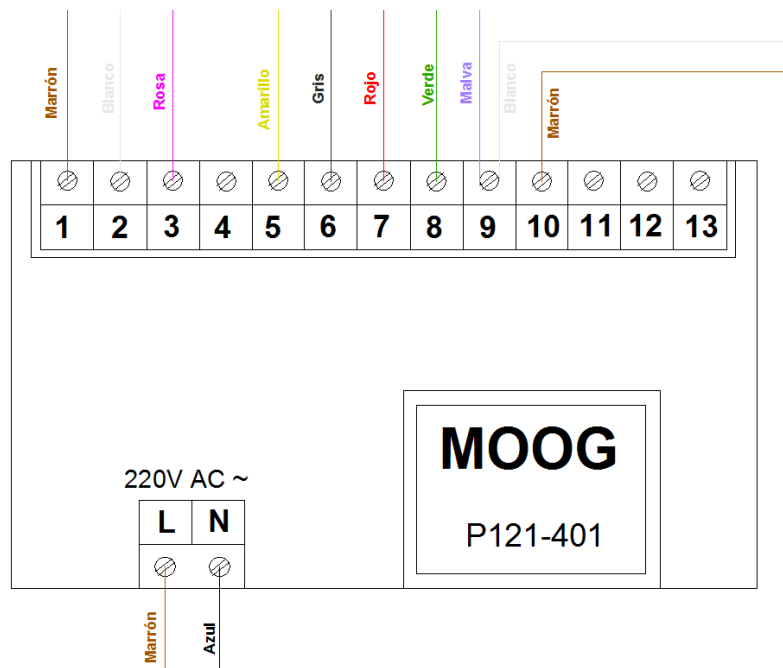 Marrón
Blanco
Rosa
Amarillo
Gris
Rojo
Verde
Malva
Blanco
Marrón
1 2 3 4 5 6 7 8 9 10 11 12 13
MOOG
P121-401
220V AC ~
L N
Marrón
Azul